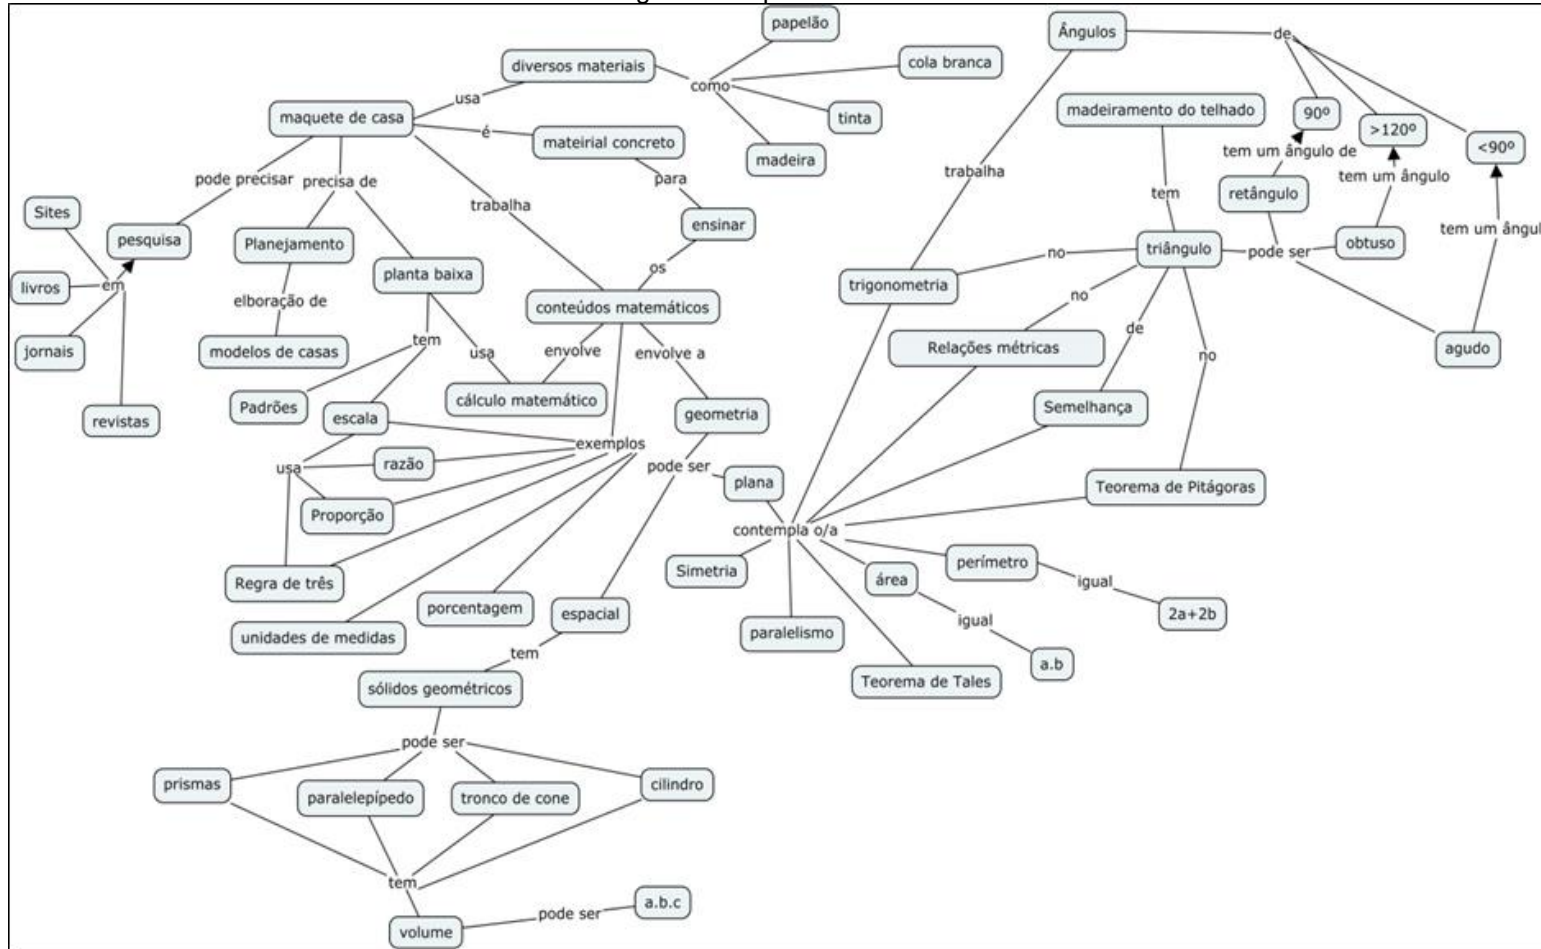 papelão
Ângulos
de
diversos materiais
cola branca
como
usa
maquete de casa
madeiramento do telhado
90º
tinta
>120º
é
mateirial concreto
<90º
madeira
tem um ângulo de
pode precisar
precisa de
para
trabalha
tem um ângulo
trabalha
tem
retângulo
Sites
ensinar
tem um ângul
pesquisa
Planejamento
triângulo
pode ser
obtuso
no
os
planta baixa
livros
em
trigonometria
elboração de
conteúdos matemáticos
no
de
tem
jornais
modelos de casas
usa
envolve
envolve a
Relações métricas
no
agudo
Padrões
cálculo matemático
revistas
escala
geometria
Semelhança
exemplos
usa
razão
pode ser
plana
Teorema de Pitágoras
Proporção
contempla o/a
Simetria
perímetro
Regra de três
área
igual
porcentagem
espacial
2a+2b
unidades de medidas
paralelismo
igual
tem
a.b
sólidos geométricos
Teorema de Tales
pode ser
prismas
paralelepípedo
tronco de cone
cilindro
tem
a.b.c
pode ser
volume